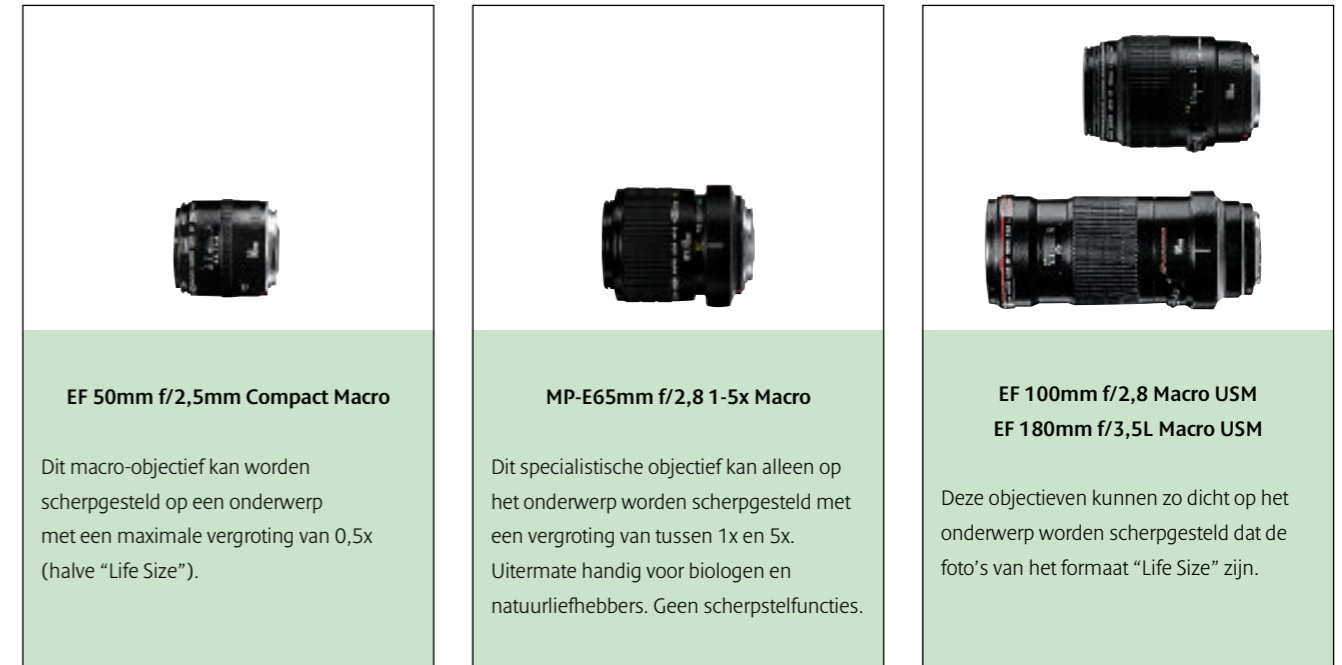 EF 50mm f/2,5mm Compact Macro
Dit macro-objectief kan worden
scherpgesteld op een onderwerp
met een maximale vergroting van 0,5x
(halve “Life Size”).
MP-E65mm f/2,8 1-5x Macro
Dit specialistische objectief kan alleen op
het onderwerp worden scherpgesteld met
een vergroting van tussen 1x en 5x.
Uitermate handig voor biologen en
natuurliefhebbers. Geen scherpstelfuncties.
EF 100mm f/2,8 Macro USM
EF 180mm f/3,5L Macro USM
Deze objectieven kunnen zo dicht op het
onderwerp worden scherpgesteld dat de
foto’s van het formaat “Life Size” zijn.